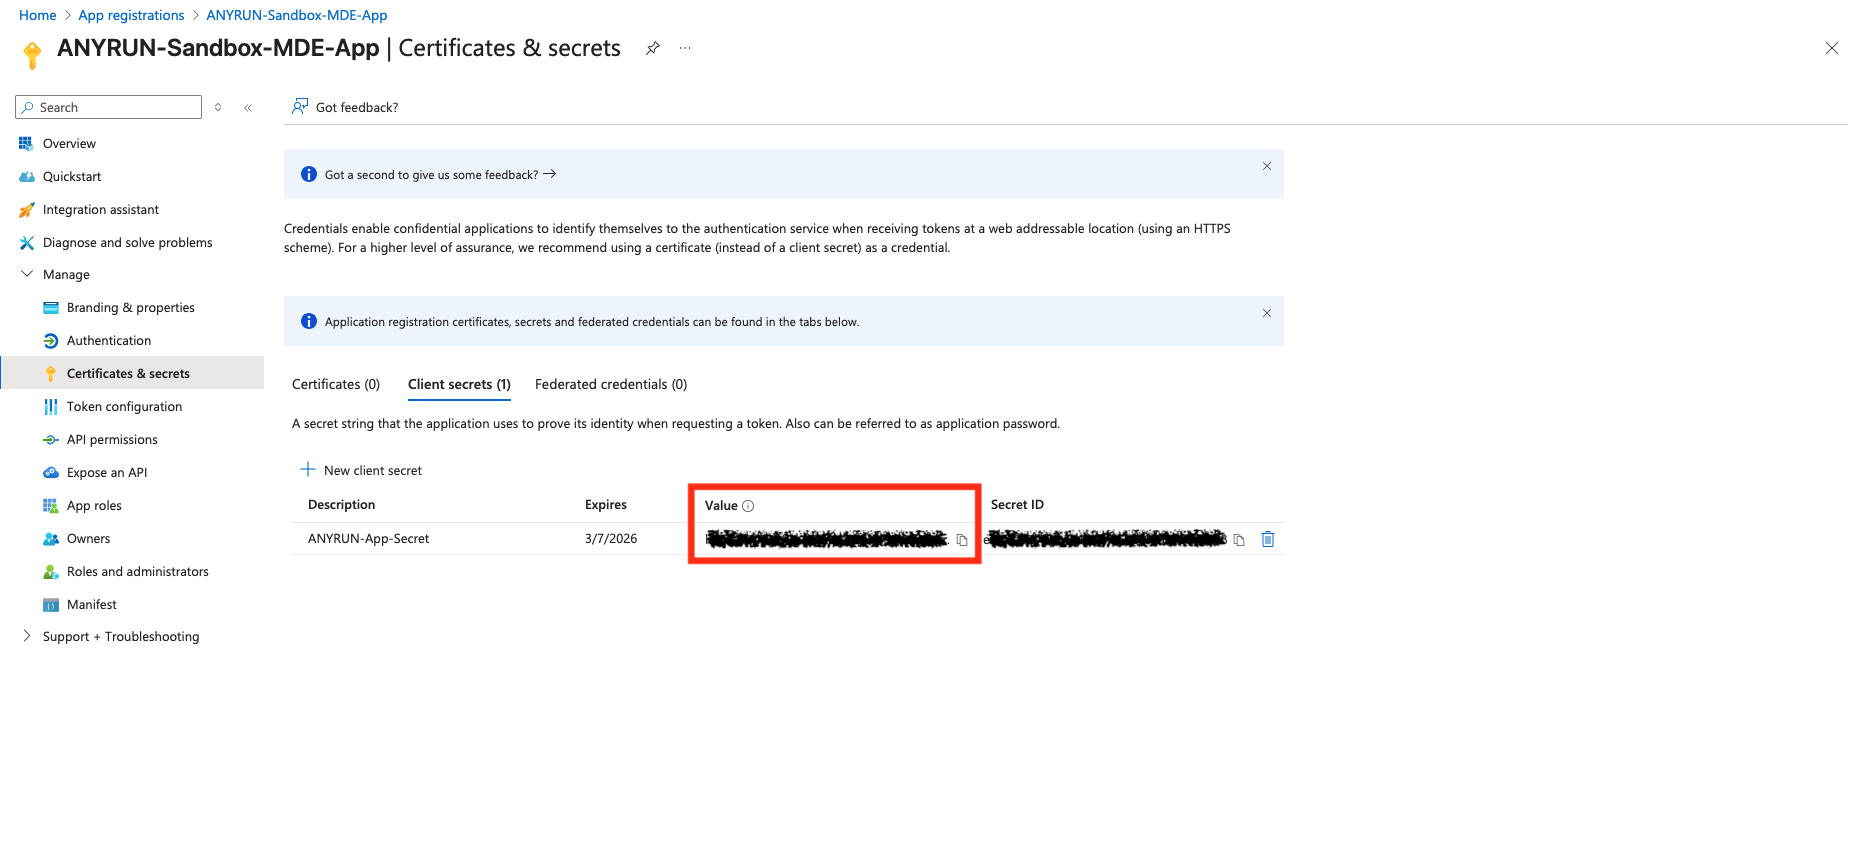 Home > App registrations > ANYRUN-Sandbox-MDE-App
ANYRUN-Sandbox-MDE-App | Certificates & secrets
Search
Got feedback?
Overview
Quickstart
Integration assistant
Diagnose and solve problems
Manage
Branding & properties
Authentication
Certificates & secrets
Token configuration
API permissions
Expose an API
App roles
Owners
Roles and administrators
Manifest
Support + Troubleshooting
Got a second to give us some feedback?
Credentials enable confidential applications to identify themselves to the authentication service when receiving tokens at a web addressable location (using an HTTPS
scheme). For a higher level of assurance, we recommend using a certificate (instead of a client secret) as a credential.
Application registration certificates, secrets and federated credentials can be found in the tabs below.
Certificates (0) Client secrets (1) Federated credentials (0)
A secret string that the application uses to prove its identity when requesting a token. Also can be referred to as application password.
New client secret
Description Expires Value Secret ID
ANYRUN-App-Secret 3/7/2026